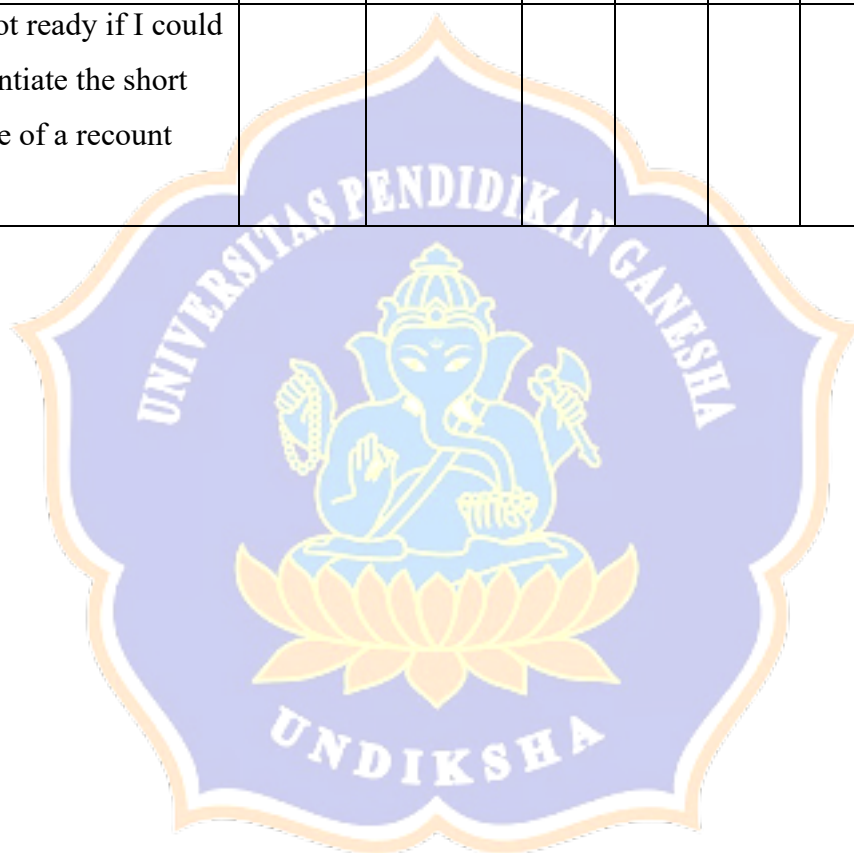 ot ready if I could
ntiate the short
e of a recount
UNIVERSITAS PENDIDIKAN GANESHA
UNDIKSHA